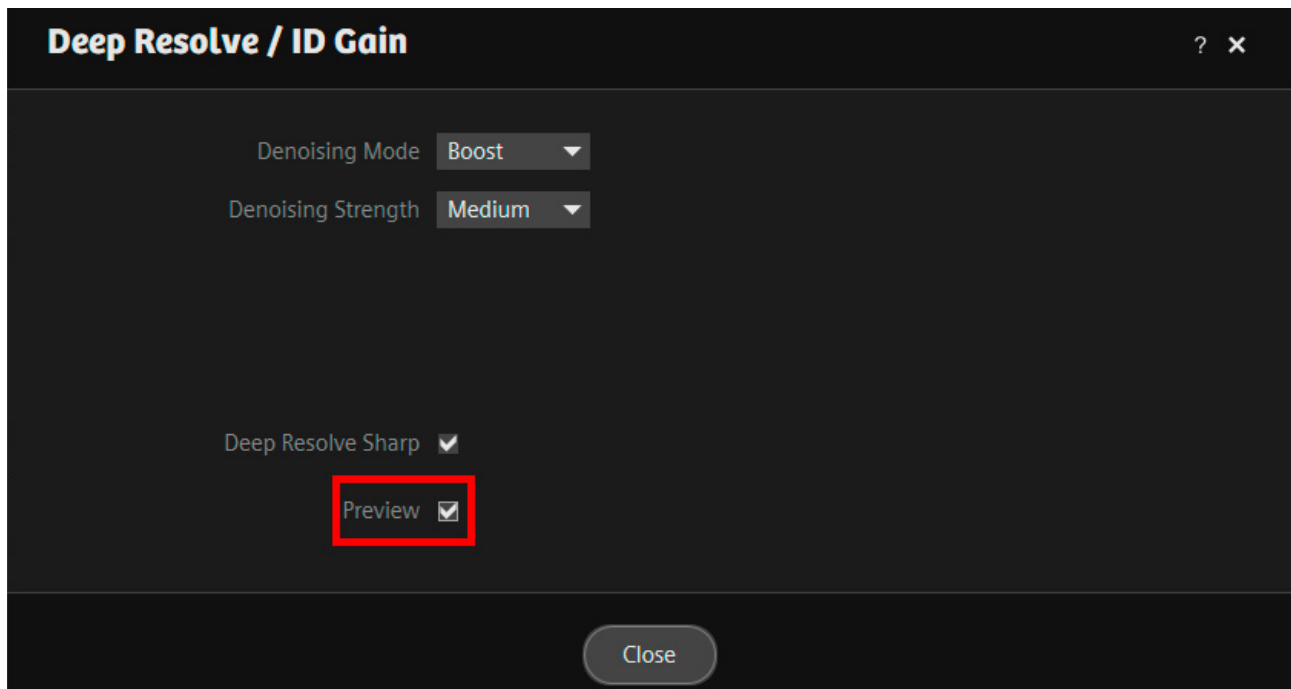 Deep Resolve / ID Gain ? ×
Denoising Mode Boost
Denoising Strength Medium
Deep Resolve Sharp
Preview
Close